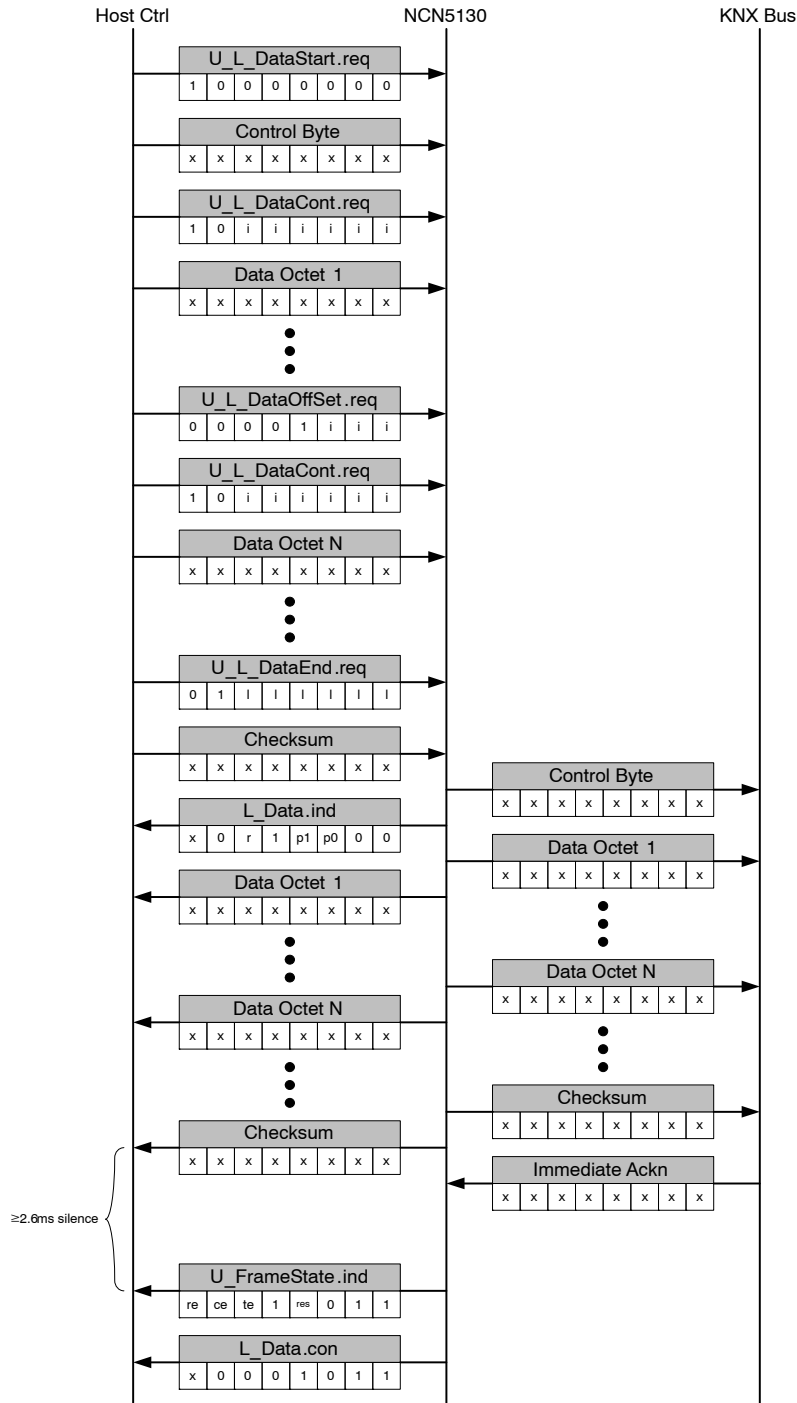 Host Ctrl NCN5130 KNX Bus
U_L_DataStart.req
1 0 0 0 0 0 0 0
Control Byte
x x x x x x x x
U_L_DataCont.req
1 0 i i i i i i
Data Octet 1
x x x x x x x x
U_L_DataOffSet.req
0 0 0 0 1 i i i
U_L_DataCont.req
1 0 i i i i i i
Data Octet N
x x x x x x x x
U_L_DataEnd.req
0 1 l l l l l l
Checksum
x x x x x x x x
Control Byte
x x x x x x x x
L_Data.ind
x 0 r 1 p1 p0 0 0
Data Octet 1
x x x x x x x x
Data Octet 1
x x x x x x x x
Data Octet N
x x x x x x x x
Data Octet N
x x x x x x x x
Checksum
x x x x x x x x
Checksum
x x x x x x x x
Immediate Ackn
x x x x x x x x
≥2.6ms silence
U_FrameState.ind
re ce te 1 res 0 1 1
L_Data.con
x 0 0 0 1 0 1 1